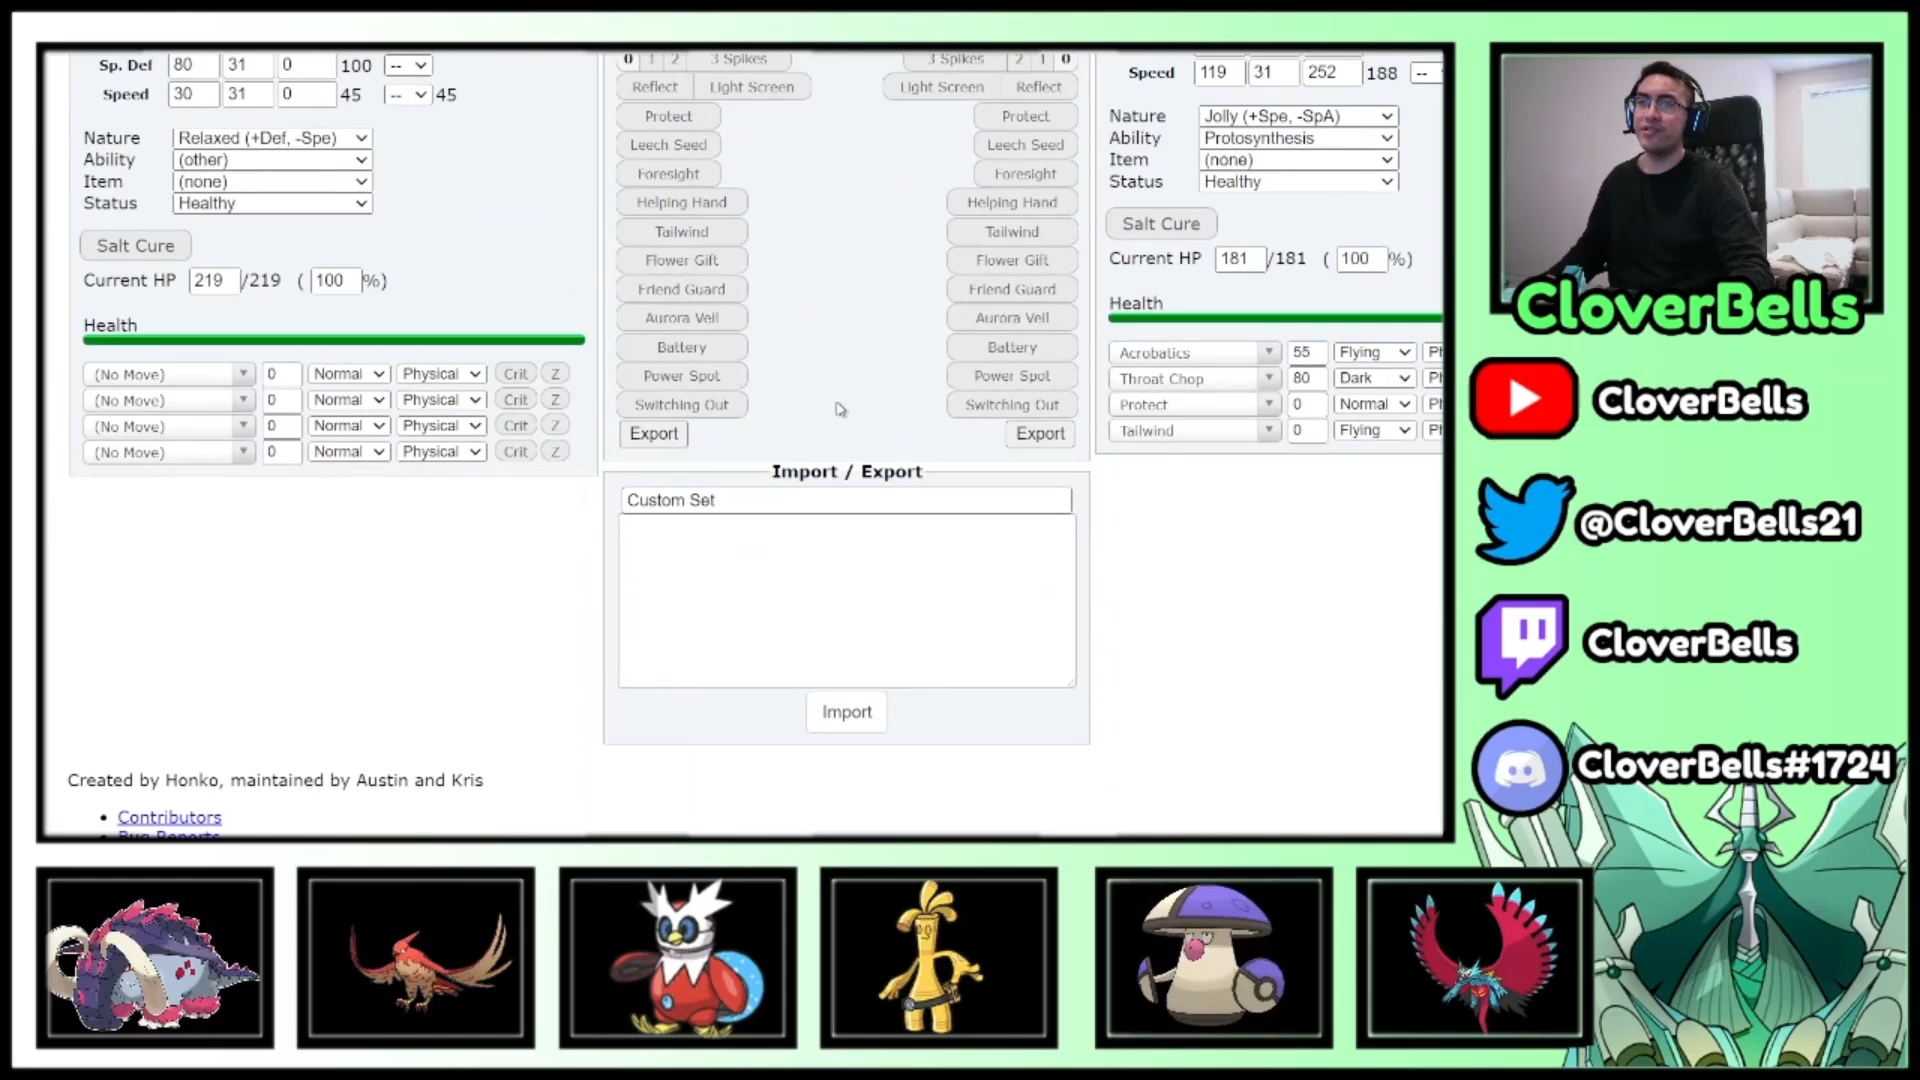 Sp. Def 80 31 0 100 --
Speed 30 31 0 45 -- 45
Nature Relaxed (+Def, -Spe)
Ability (other)
Item (none)
Status Healthy
Salt Cure
Current HP 219 /219 ( 100 %)
Health
(No Move) 0 Normal Physical Crit Z
(No Move) 0 Normal Physical Crit Z
(No Move) 0 Normal Physical Crit Z
(No Move) 0 Normal Physical Crit Z
0 1 2 3 Spikes 3 Spikes 2 1 0
Reflect Light Screen Light Screen Reflect
Protect Protect
Leech Seed Leech Seed
Foresight Foresight
Helping Hand Helping Hand
Tailwind Tailwind
Flower Gift Flower Gift
Friend Guard Friend Guard
Aurora Veil Aurora Veil
Battery Battery
Power Spot Power Spot
Switching Out Switching Out
Export Export
Import / Export
Custom Set
Import
Speed 119 31 252 188 --
Nature Jolly (+Spe, -SpA)
Ability Protosynthesis
Item (none)
Status Healthy
Salt Cure
Current HP 181 /181 ( 100 %)
Health
Acrobatics 55 Flying Ph
Throat Chop 80 Dark Ph
Protect 0 Normal Ph
Tailwind 0 Flying Ph
Created by Honko, maintained by Austin and Kris
Contributors
Bug Reports
CloverBells
CloverBells
@CloverBells21
CloverBells
CloverBells#1724